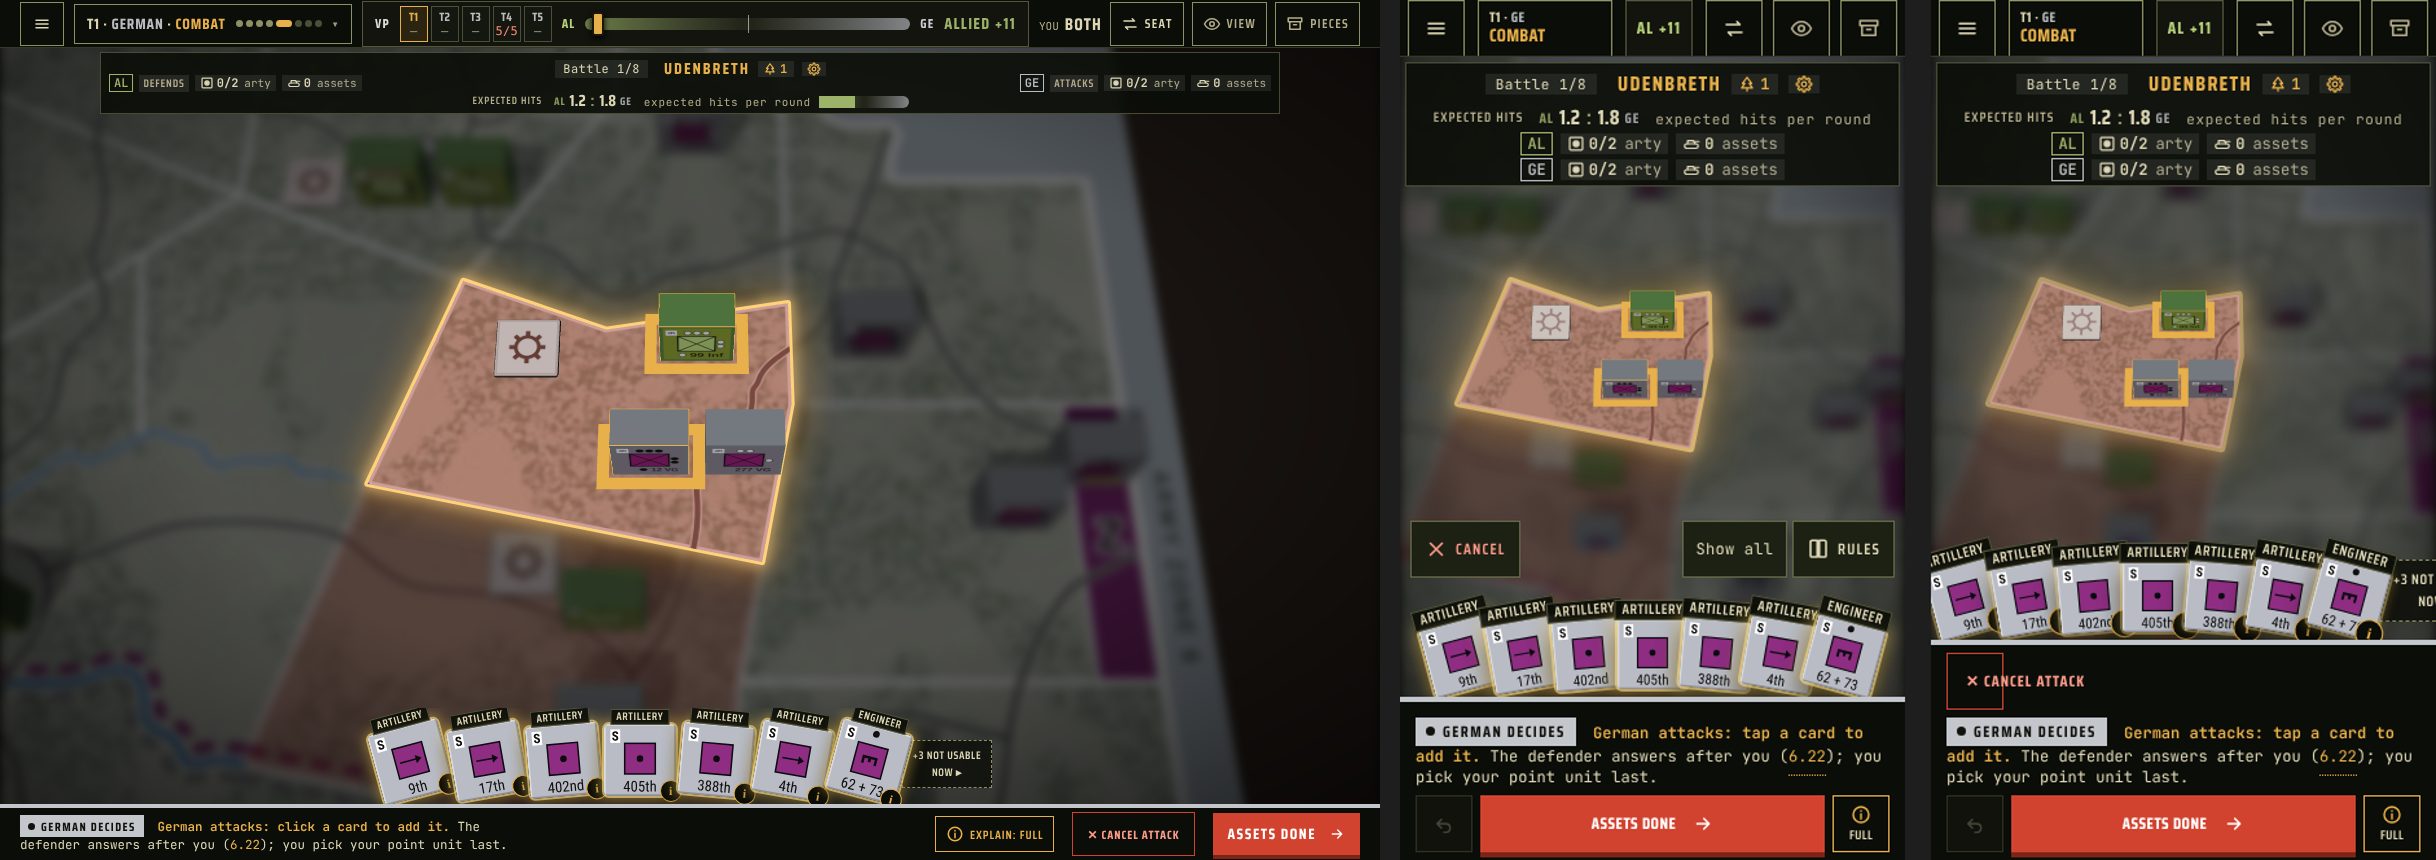 T1 · GERMAN · COMBAT
VP
T1
—
T2
—
T3
—
T4
5/5
T5
—
AL
GE
ALLIED +11
YOU BOTH
SEAT
VIEW
PIECES
AL DEFENDS 0/2 arty 0 assets
Battle 1/8 UDENBRETH 1
EXPECTED HITS AL 1.2 : 1.8 GE expected hits per round
GE ATTACKS 0/2 arty 0 assets
99 Inf
12 VG
277 VG
ARTILLERY
S
9th
i
ARTILLERY
S
17th
i
ARTILLERY
S
402nd
i
ARTILLERY
S
405th
i
ARTILLERY
S
388th
i
ARTILLERY
S
4th
i
ENGINEER
S
E
62 + 73
i
+3 NOT USABLE
NOW ▸
GERMAN DECIDES German attacks: click a card to add it. The
defender answers after you (6.22); you pick your point unit last.
EXPLAIN: FULL
× CANCEL ATTACK
ASSETS DONE →
T1 · GE
COMBAT
AL +11
Battle 1/8 UDENBRETH 1
EXPECTED HITS AL 1.2 : 1.8 GE expected hits per round
AL 0/2 arty 0 assets
GE 0/2 arty 0 assets
× CANCEL
Show all
RULES
ARTILLERY
S
9th
ARTILLERY
S
17th
ARTILLERY
S
402nd
ARTILLERY
S
405th
ARTILLERY
S
388th
ARTILLERY
S
4th
ENGINEER
S
E
62 + 73
GERMAN DECIDES German attacks: tap a card to
add it. The defender answers after you (6.22); you
pick your point unit last.
ASSETS DONE →
FULL
T1 · GE
COMBAT
AL +11
Battle 1/8 UDENBRETH 1
EXPECTED HITS AL 1.2 : 1.8 GE expected hits per round
AL 0/2 arty 0 assets
GE 0/2 arty 0 assets
ARTILLERY
S
9th
ARTILLERY
S
17th
ARTILLERY
S
402nd
ARTILLERY
S
405th
ARTILLERY
S
388th
i
ARTILLERY
S
4th
i
ENGINEER
S
E
62 + 7
i
+3 NOT
NO
× CANCEL ATTACK
GERMAN DECIDES German attacks: tap a card to
add it. The defender answers after you (6.22); you
pick your point unit last.
ASSETS DONE →
FULL